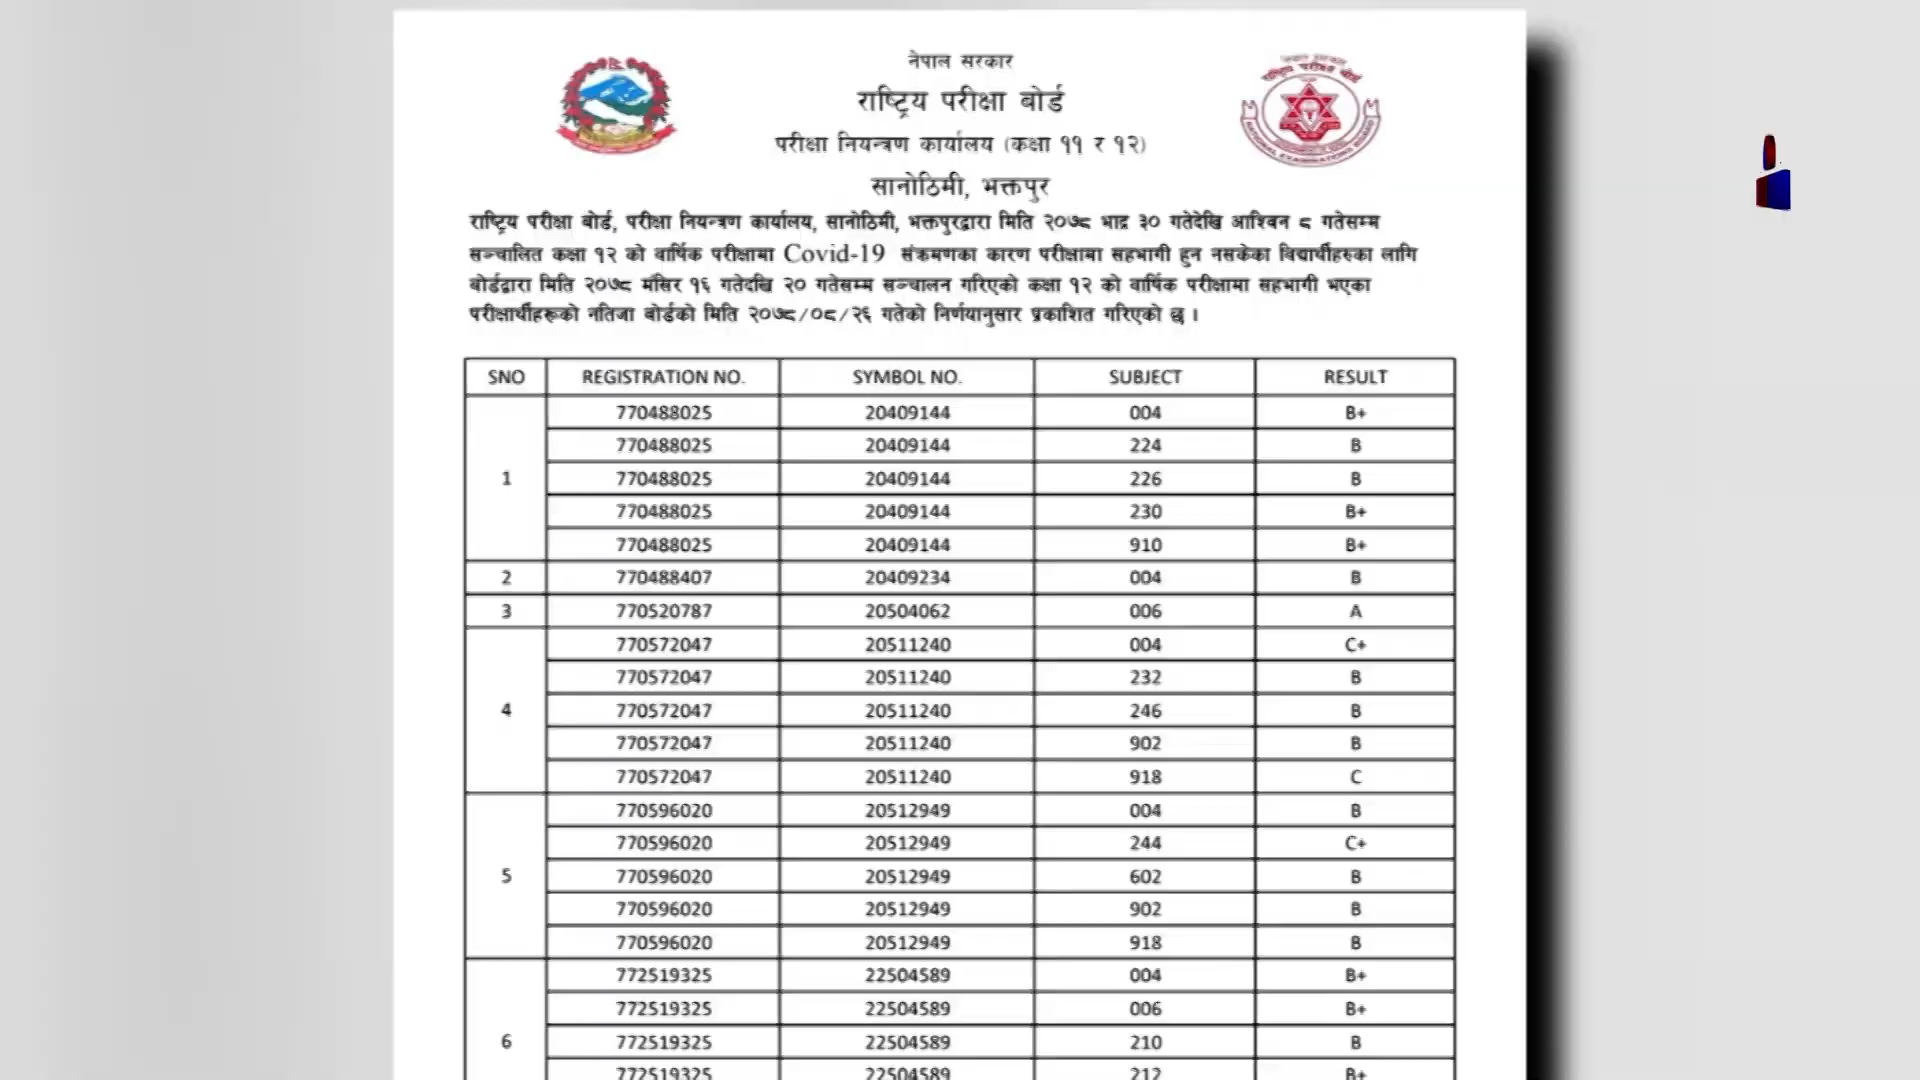 नेपाल सरकार
राष्ट्रिय परीक्षा बोर्ड
परीक्षा नियन्त्रण कार्यालय (कक्षा ११ र १२)
सानोठिमी, भक्तपुर
राष्ट्रिय परीक्षा बोर्ड, परीक्षा नियन्त्रण कार्यालय, सानोठिमी, भक्तपुरद्वारा मिति २०७८ भाद्र ३० गतेदेखि आश्विन ८ गतेसम्म
सञ्चालित कक्षा १२ को वार्षिक परीक्षामा Covid-19 संक्रमणका कारण परीक्षामा सहभागी हुन नसकेका विद्यार्थीहरुका लागि
बोर्डद्वारा मिति २०७८ मंसिर १६ गतेदखि २० गतेसम्म सञ्चालन गरिएको कक्षा १२ को वार्षिक परीक्षामा सहभागी भएका
परीक्षार्थीहरूको नतिजा बोर्डको मिति २०७८/०८/२६ गतेको निर्णयानुसार प्रकाशित गरिएको छ ।
SNO REGISTRATION NO. SYMBOL NO. SUBJECT RESULT
770488025 20409144 004 B+
770488025 20409144 224 B
1 770488025 20409144 226 B
770488025 20409144 230 B+
770488025 20409144 910 B+
2 770488407 20409234 004 B
3 770520787 20504062 006 A
770572047 20511240 004 C+
770572047 20511240 232 B
4 770572047 20511240 246 B
770572047 20511240 902 B
770572047 20511240 918 C
770596020 20512949 004 B
770596020 20512949 244 C+
5 770596020 20512949 602 B
770596020 20512949 902 B
770596020 20512949 918 B
772519325 22504589 004 B+
772519325 22504589 006 B+
6 772519325 22504589 210 B
772519325 22504589 212 B+